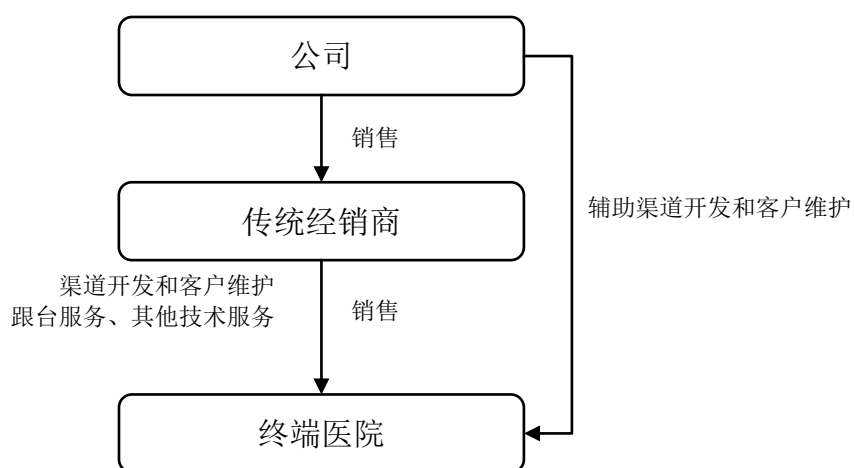 公司
销售
传统经销商
辅助渠道开发和客户维护
渠道开发和客户维护
跟台服务、其他技术服务
销售
终端医院